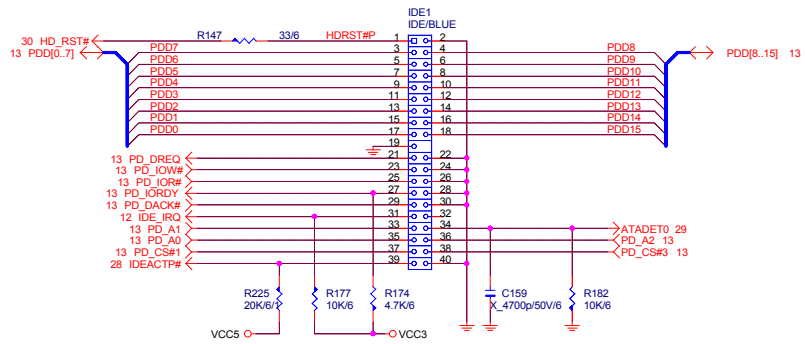 IDE1
IDE/BLUE
R147 33/6 HDRST#P 1 2
30 HD_RST#
13 PDD[0..7] PDD7 3 4 PDD8 PDD[8..15] 13
PDD6 5 6 PDD9
PDD5 7 8 PDD10
PDD4 9 10 PDD11
PDD3 11 12 PDD12
PDD2 13 14 PDD13
PDD1 15 16 PDD14
PDD0 17 18 PDD15
19
13 PD_DREQ 21 22
13 PD_IOW# 23 24
13 PD_IOR# 25 26
13 PD_IORDY 27 28
13 PD_DACK# 29 30
12 IDE_IRQ 31 32
13 PD_A1 33 34 ATADET0 29
13 PD_A0 35 36 PD_A2 13
13 PD_CS#1 37 38 PD_CS#3 13
28 IDEACTP# 39 40
R225 R177 R174 C159 R182
20K/6/1 10K/6 4.7K/6 X_4700p/50V/6 10K/6
VCC5 VCC3